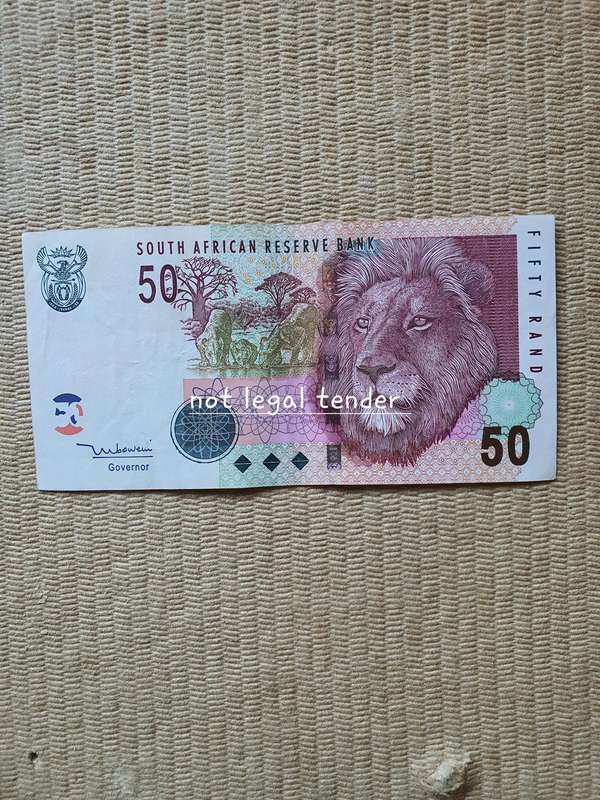 SOUTH AFRICAN RESERVE BANK
50
FIFTY RAND
not legal tender
Governor
50